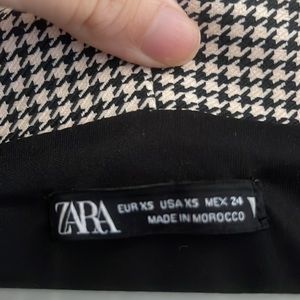 ZARA
EUR XS USA XS MEX 24
MADE IN MOROCCO